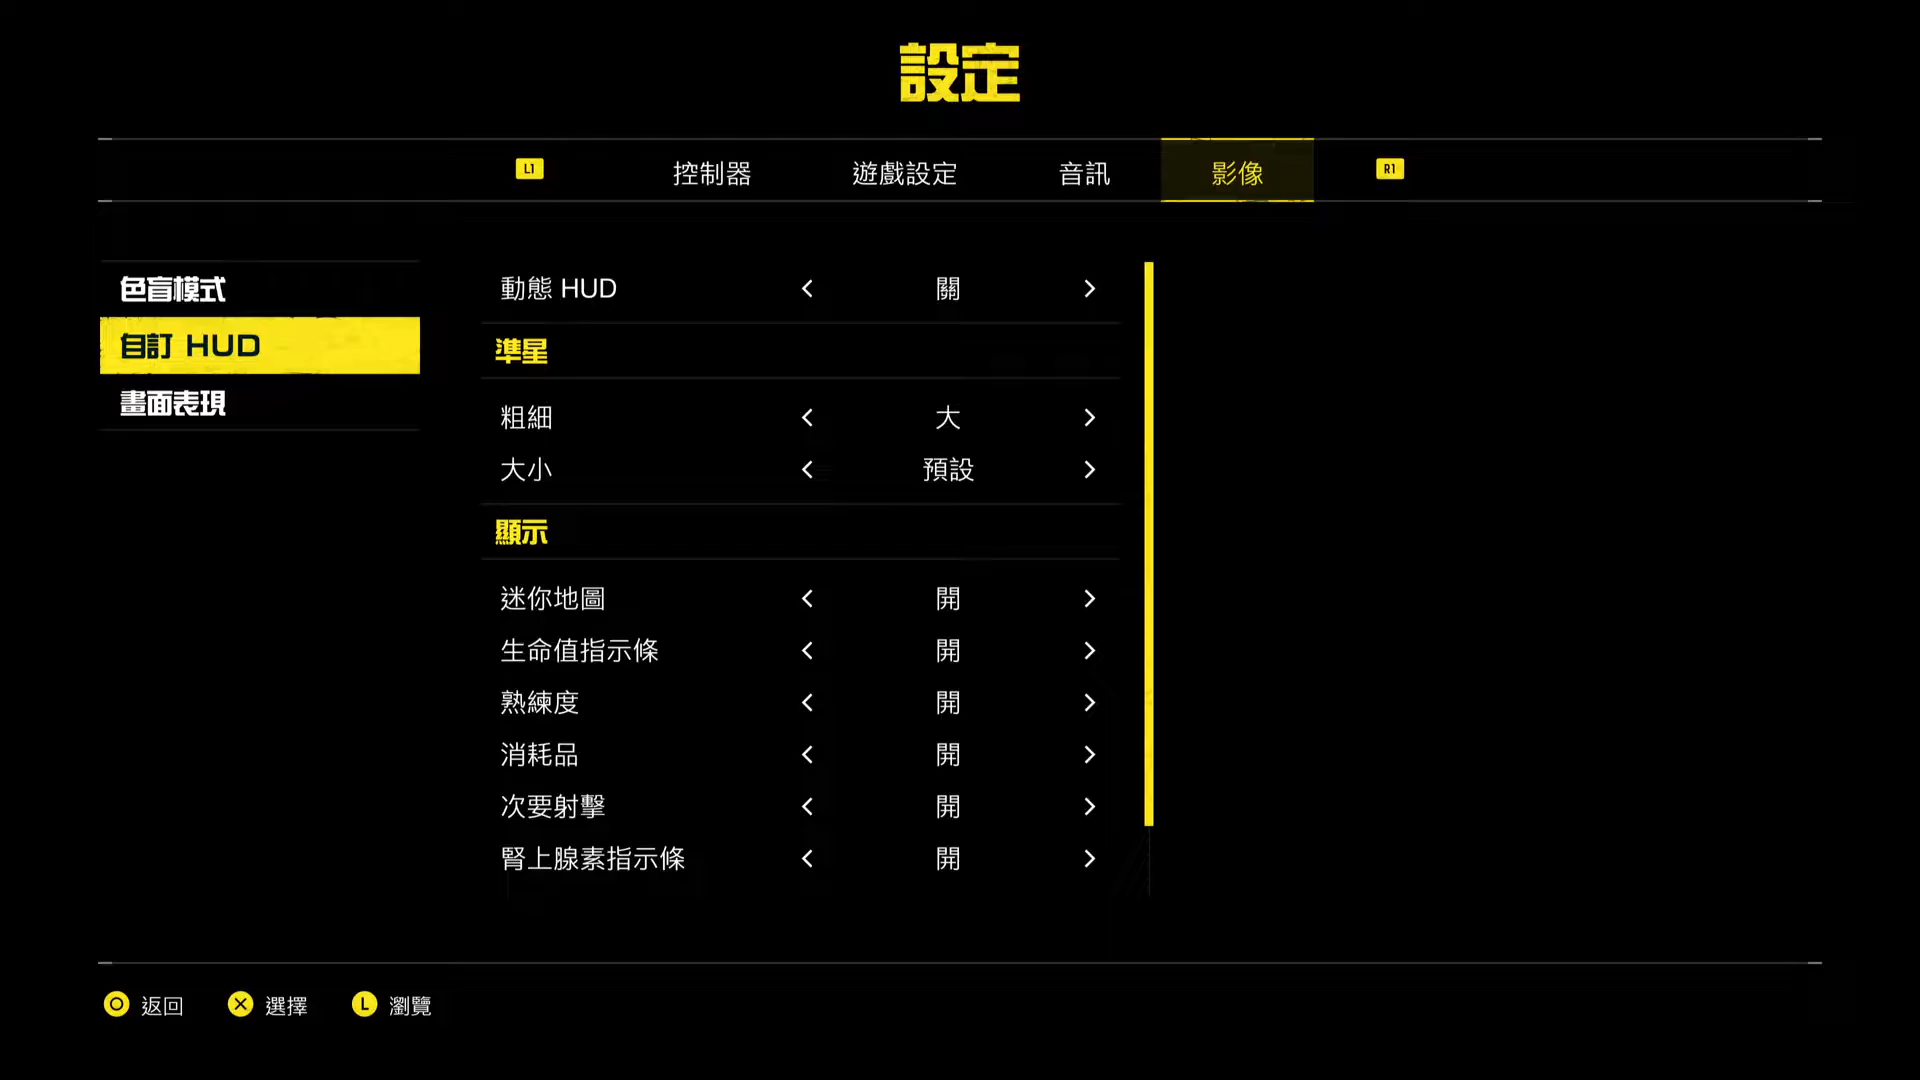 設定
L1 控制器 遊戲設定 音訊 影像 R1
色盲模式
自訂 HUD
畫面表現
動態 HUD 關
準星
粗細 大
大小 預設
顯示
迷你地圖 開
生命值指示條 開
熟練度 開
消耗品 開
次要射擊 開
腎上腺素指示條 開
返回 選擇 L 瀏覽